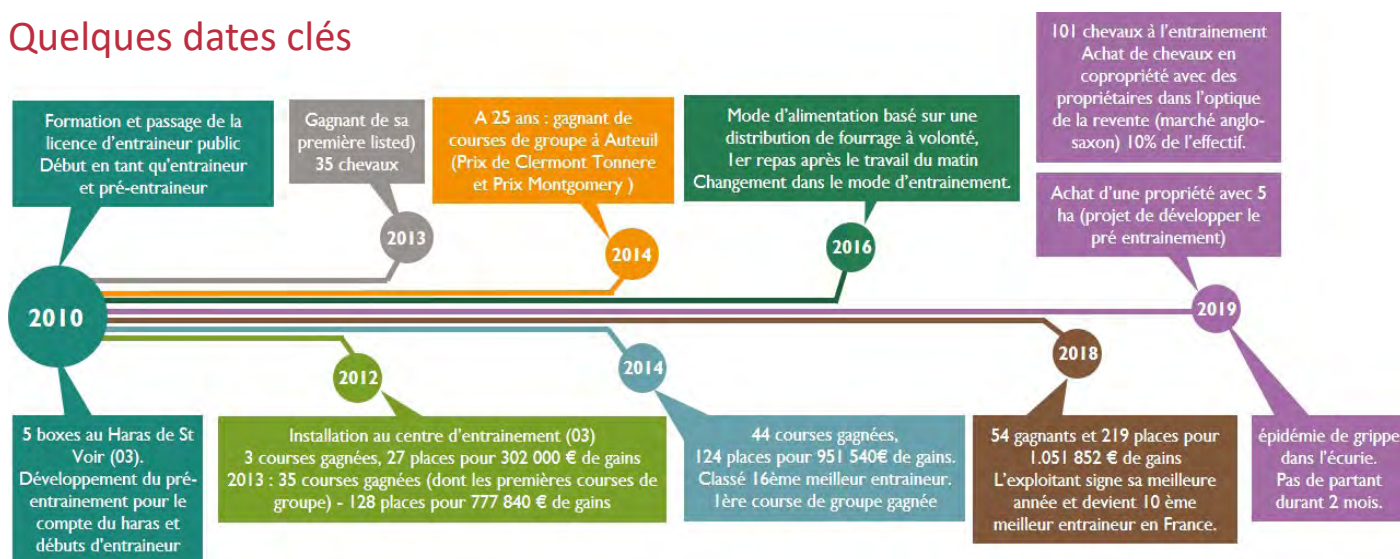 Quelques dates clés
Formation et passage de la
licence d'entraineur public
Début en tant qu'entraineur
et pré-entraineur
Gagnant de sa
première listed)
35 chevaux
A 25 ans : gagnant de
courses de groupe à Auteuil
(Prix de Clermont Tonnere
et Prix Montgomery )
Mode d'alimentation basé sur une
distribution de fourrage à volonté,
1er repas après le travail du matin
Changement dans le mode d'entrainement.
101 chevaux à l'entrainement
Achat de chevaux en
copropriété avec des
propriétaires dans l'optique
de la revente (marché anglo-
saxon) 10% de l'effectif.
Achat d'une propriété avec 5
ha (projet de développer le
pré entrainement)
2013
2014
2016
2010
2019
2012
2014
2018
5 boxes au Haras de St
Voir (03).
Développement du pré-
entrainement pour le
compte du haras et
débuts d'entraineur
Installation au centre d'entrainement (03)
3 courses gagnées, 27 places pour 302 000 € de gains
2013 : 35 courses gagnées (dont les premières courses de
groupe) - 128 places pour 777 840 € de gains
44 courses gagnées,
124 places pour 951 540€ de gains.
Classé 16ème meilleur entraineur.
1ère course de groupe gagnée
54 gagnants et 219 places pour
1.051 852 € de gains
L'exploitant signe sa meilleure
année et devient 10 ème
meilleur entraineur en France.
épidémie de grippe
dans l'écurie.
Pas de partant
durant 2 mois.